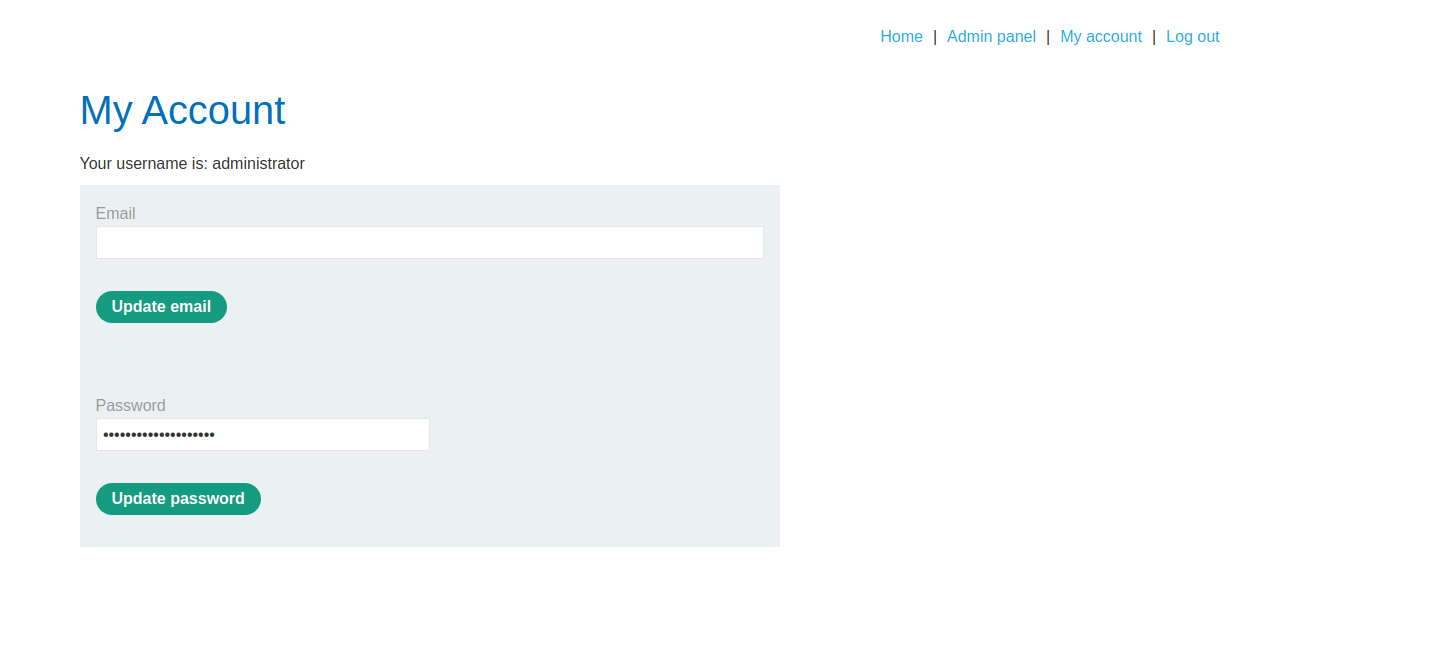 Home | Admin panel | My account | Log out
My Account
Your username is: administrator
Email
Update email
Password
••••••••••••••••••••
Update password